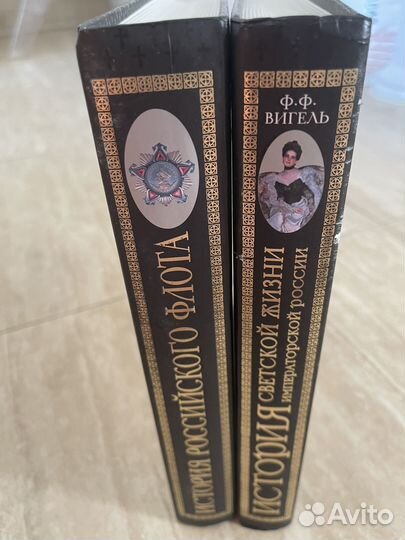 ИСТОРИЯ РОССИЙСКОГО ФЛОТА
Ф.Ф.
ВИГЕЛЬ
ИСТОРИЯ СВЕТСКОЙ ЖИЗНИ
ИМПЕРАТОРСКОЙ РОССИИ
Avito